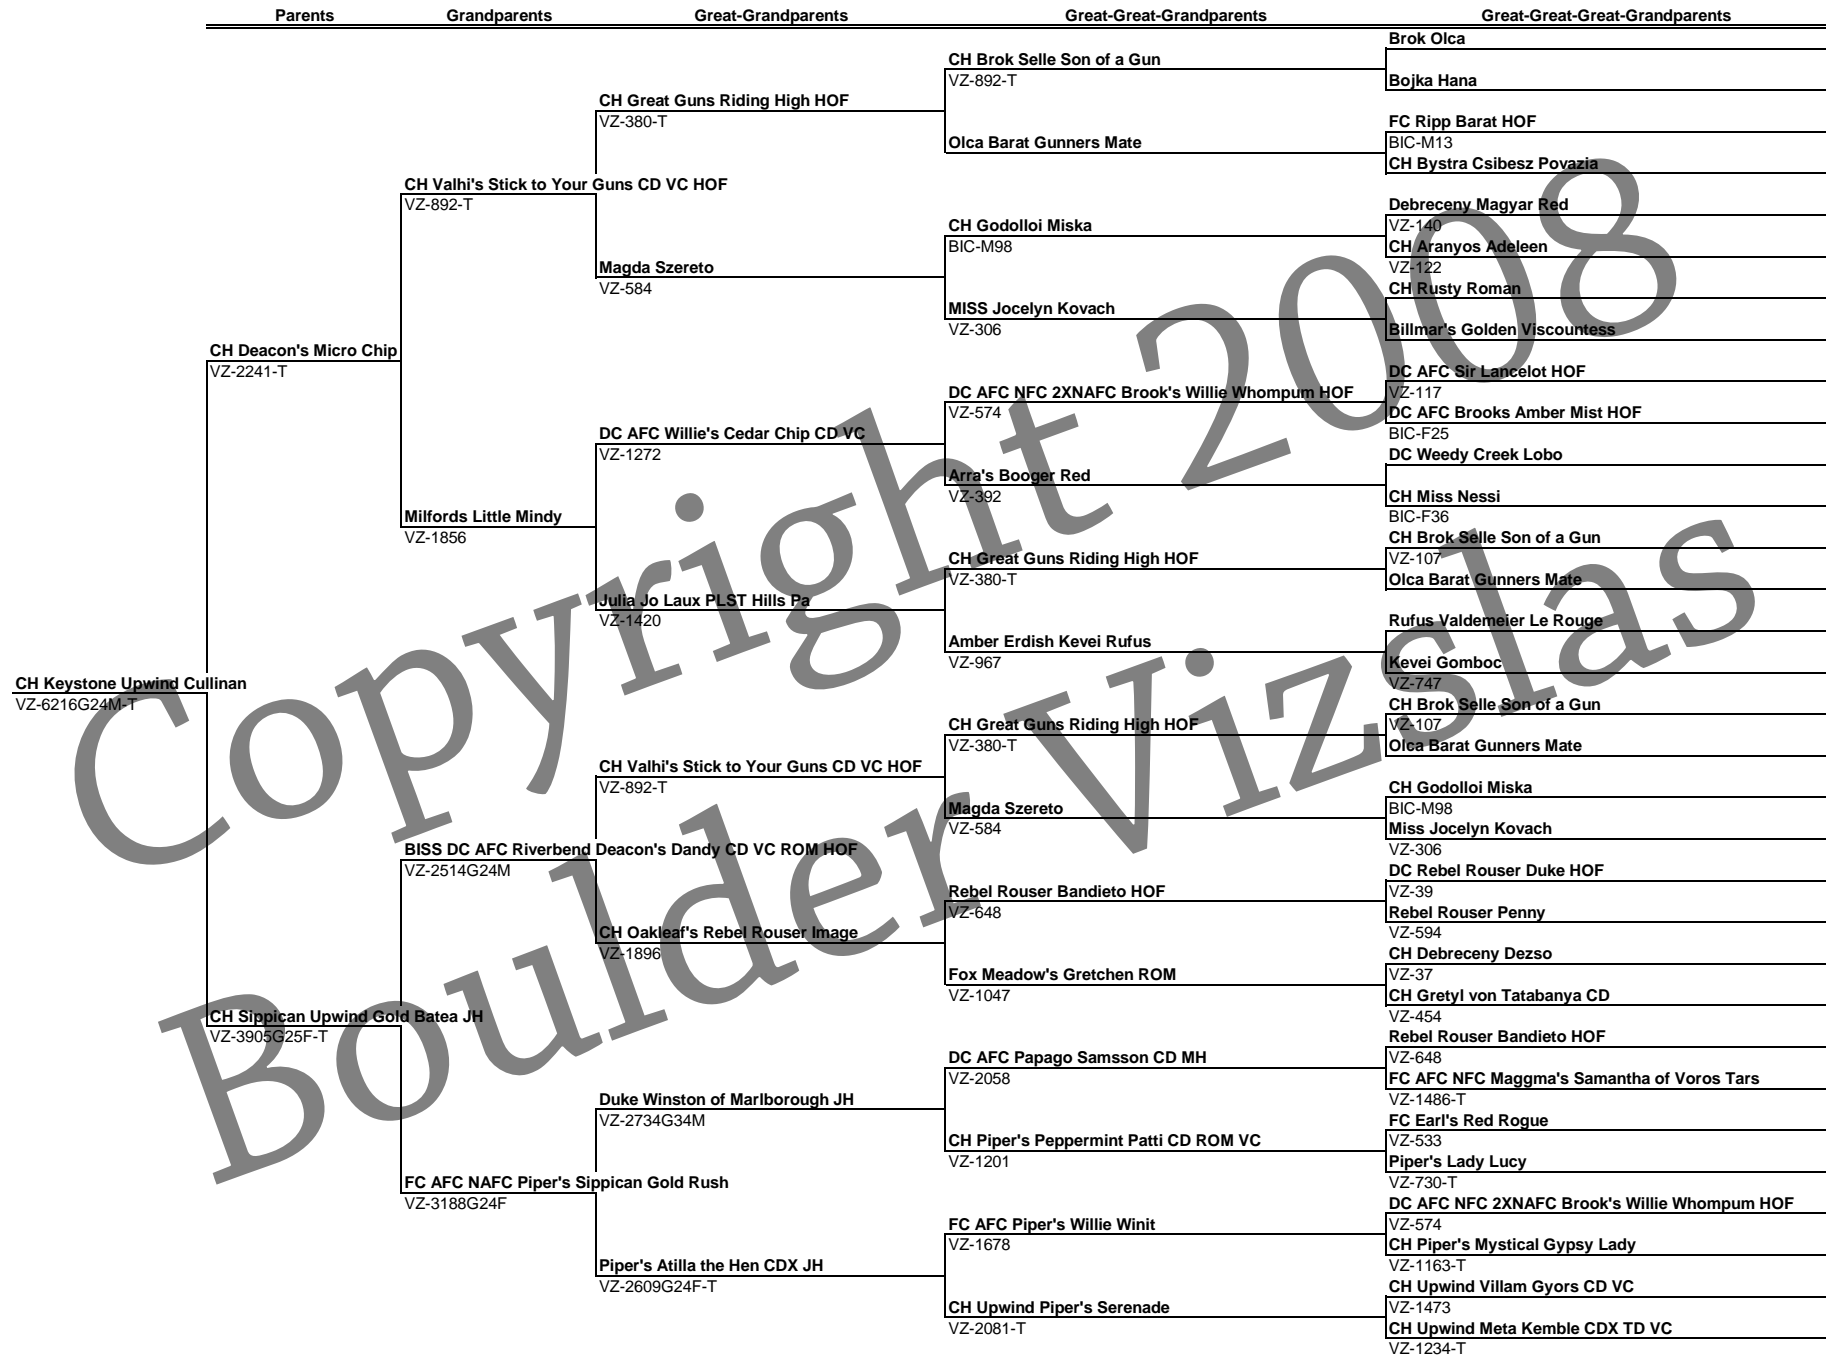 Parents Grandparents Great-Grandparents Great-Great-Grandparents Great-Great-Great-Grandparents
Brok Olca
CH Brok Selle Son of a Gun
VZ-892-T
Bojka Hana
CH Great Guns Riding High HOF
VZ-380-T
FC Ripp Barat HOF
BIC-M13
Olca Barat Gunners Mate
CH Bystra Csibesz Povazia
CH Valhi's Stick to Your Guns CD VC HOF
VZ-892-T
Debreceny Magyar Red
VZ-140
CH Godolloi Miska
BIC-M98
CH Aranyos Adeleen
VZ-122
Magda Szereto
VZ-584
CH Rusty Roman
MISS Jocelyn Kovach
VZ-306
Billmar's Golden Viscountess
CH Deacon's Micro Chip
VZ-2241-T
DC AFC Sir Lancelot HOF
VZ-117
DC AFC NFC 2XNAFC Brook's Willie Whompum HOF
VZ-574
DC AFC Brooks Amber Mist HOF
BIC-F25
DC AFC Willie's Cedar Chip CD VC
VZ-1272
DC Weedy Creek Lobo
Arra's Booger Red
VZ-392
CH Miss Nessi
BIC-F36
Milfords Little Mindy
VZ-1856
CH Brok Selle Son of a Gun
VZ-107
CH Great Guns Riding High HOF
VZ-380-T
Olca Barat Gunners Mate
Julia Jo Laux PLST Hills Pa
VZ-1420
Rufus Valdemeier Le Rouge
Amber Erdish Kevei Rufus
VZ-967
Kevei Gomboc
VZ-747
CH Keystone Upwind Cullinan
VZ-6216G24M-T
CH Brok Selle Son of a Gun
VZ-107
CH Great Guns Riding High HOF
VZ-380-T
Olca Barat Gunners Mate
CH Valhi's Stick to Your Guns CD VC HOF
VZ-892-T
CH Godolloi Miska
BIC-M98
Magda Szereto
VZ-584
Miss Jocelyn Kovach
VZ-306
BISS DC AFC Riverbend Deacon's Dandy CD VC ROM HOF
VZ-2514G24M
DC Rebel Rouser Duke HOF
VZ-39
Rebel Rouser Bandieto HOF
VZ-648
Rebel Rouser Penny
VZ-594
CH Oakleaf's Rebel Rouser Image
VZ-1896
CH Debreceny Dezso
VZ-37
Fox Meadow's Gretchen ROM
VZ-1047
CH Gretyl von Tatabanya CD
VZ-454
CH Sippican Upwind Gold Batea JH
VZ-3905G25F-T
Rebel Rouser Bandieto HOF
VZ-648
DC AFC Papago Samsson CD MH
VZ-2058
FC AFC NFC Maggma's Samantha of Voros Tars
VZ-1486-T
Duke Winston of Marlborough JH
VZ-2734G34M
FC Earl's Red Rogue
VZ-533
CH Piper's Peppermint Patti CD ROM VC
VZ-1201
Piper's Lady Lucy
VZ-730-T
FC AFC NAFC Piper's Sippican Gold Rush
VZ-3188G24F
DC AFC NFC 2XNAFC Brook's Willie Whompum HOF
VZ-574
FC AFC Piper's Willie Winit
VZ-1678
CH Piper's Mystical Gypsy Lady
VZ-1163-T
Piper's Atilla the Hen CDX JH
VZ-2609G24F-T
CH Upwind Villam Gyors CD VC
VZ-1473
CH Upwind Piper's Serenade
VZ-2081-T
CH Upwind Meta Kemble CDX TD VC
VZ-1234-T
Copyright 2008
Boulder Vizslas